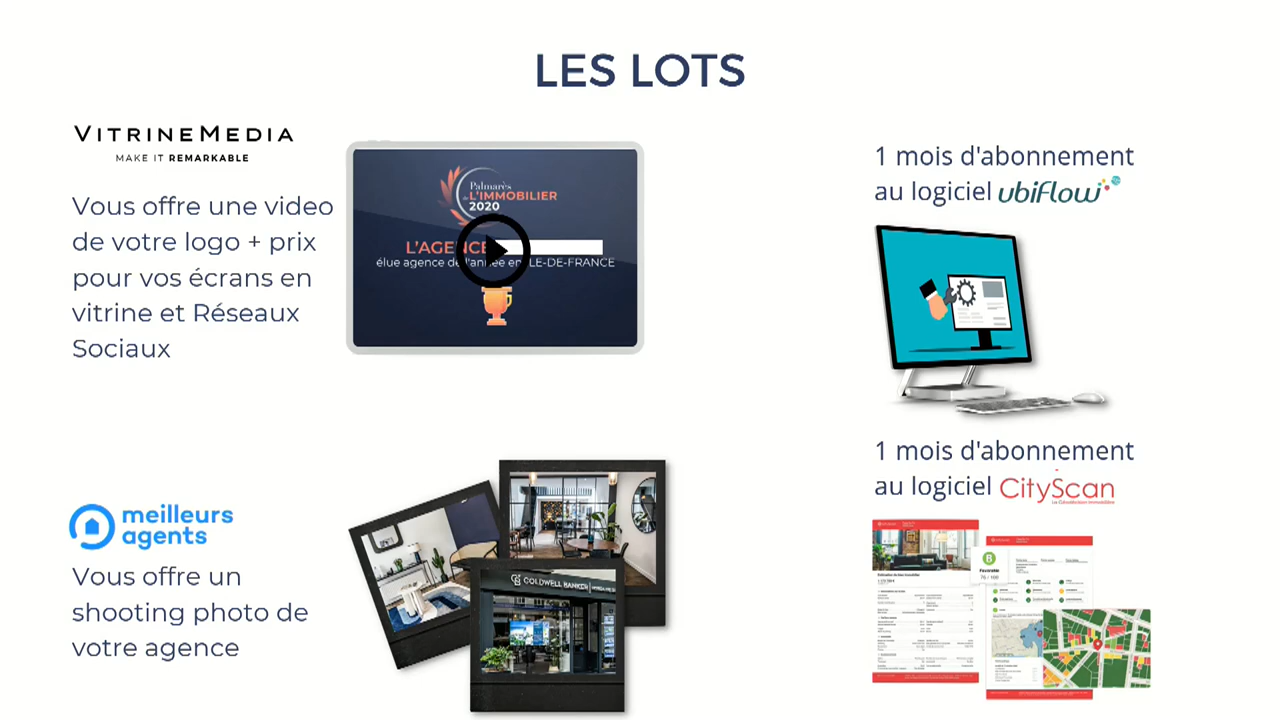 LES LOTS
VITRINEMEDIA
MAKE IT REMARKABLE
Vous offre une video
de votre logo + prix
pour vos écrans en
vitrine et Réseaux
Sociaux
Palmarès
DE L'IMMOBILIER
2020
L'AGENCE
élue agence de l'année en ILE-DE-FRANCE
1 mois d'abonnement
au logiciel ubiflow
1 mois d'abonnement
au logiciel CityScan
meilleurs
agents
Vous offre un
shooting photo de
votre agence
COLDWELL BANKER
B
Favorable